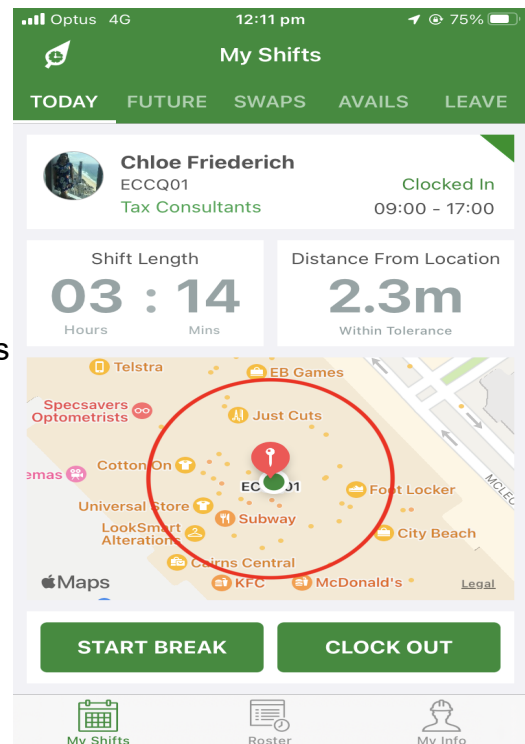 Optus 4G 12:11 pm 75%
My Shifts
TODAY FUTURE SWAPS AVAILS LEAVE
Chloe Friederich
ECCQ01
Clocked In
Tax Consultants
09:00 - 17:00
Shift Length
Distance From Location
03 : 14
2.3m
Hours Mins
Within Tolerance
s
Telstra
EB Games
Specsavers
Optometrists
Just Cuts
emas
Cotton On
EC 01
Foot Locker
MCLEO
Universal Store
Subway
LookSmart
Alterations
City Beach
Cairns Central
Maps
KFC
McDonald's
Legal
START BREAK
CLOCK OUT
My Shifts
Roster
My Info